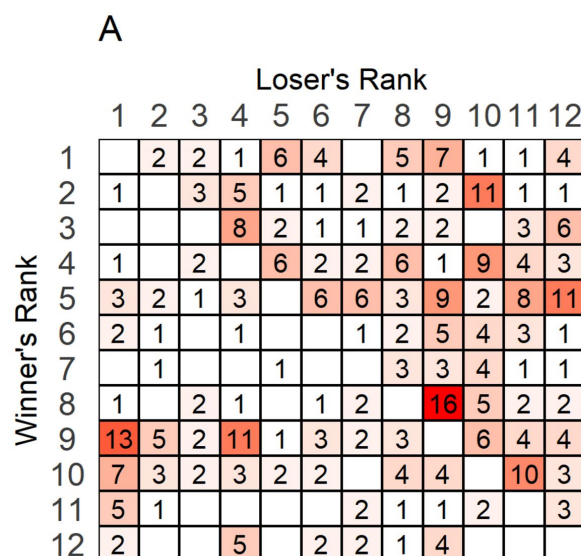 A
Loser's Rank
1 2 3 4 5 6 7 8 9 10 11 12
Winner's Rank
1 2 2 1 6 4 5 7 1 1 4
2 1 3 5 1 1 2 1 2 11 1 1
3 8 2 1 1 2 2 3 6
4 1 2 6 2 2 6 1 9 4 3
5 3 2 1 3 6 6 3 9 2 8 11
6 2 1 1 1 2 5 4 3 1
7 1 1 3 3 4 1 1
8 1 2 1 1 2 16 5 2 2
9 13 5 2 11 1 3 2 3 6 4 4
10 7 3 2 3 2 2 4 4 10 3
11 5 1 2 1 1 2 3
12 2 5 2 2 1 4